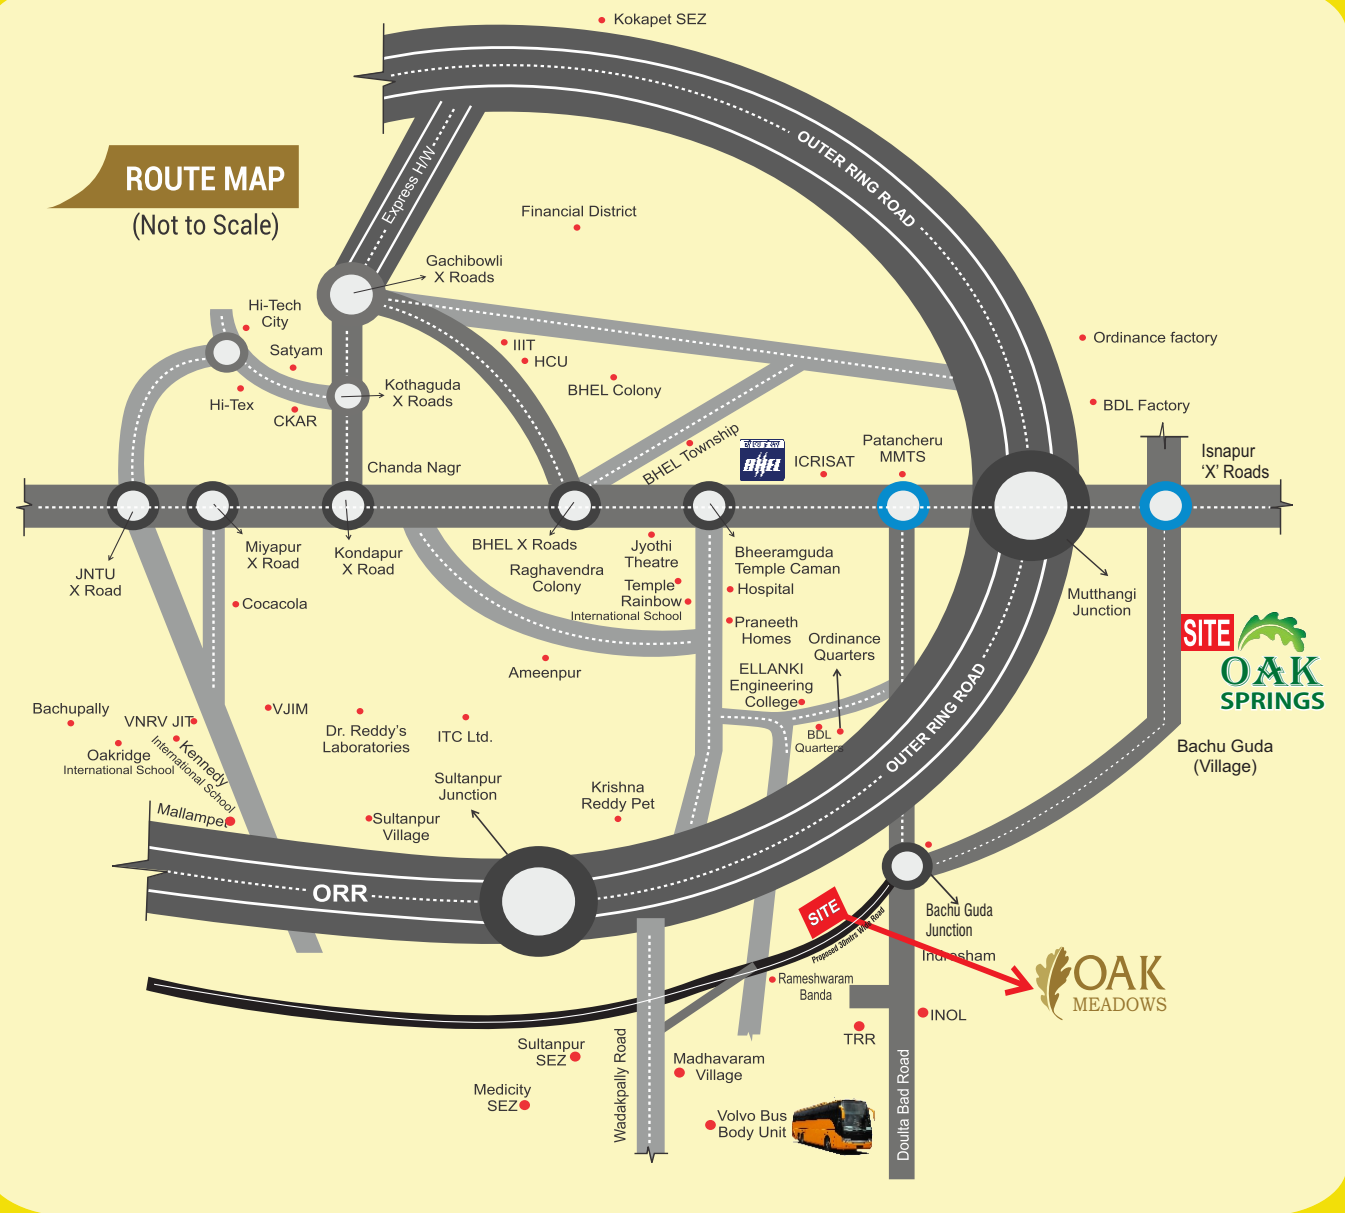 Kokapet SEZ
OUTER RING ROAD
ROUTE MAP
(Not to Scale)
Express H/W
Financial District
Gachibowli
X Roads
Hi-Tech
City
Satyam
Hi-Tex
CKAR
Kothaguda
X Roads
IIIT
HCU
BHEL Colony
Ordinance factory
BDL Factory
Chanda Nagr
BHEL Township
BHEL
ICRISAT
Patancheru
MMTS
Isnapur
‘X’ Roads
JNTU
X Road
Miyapur
X Road
Kondapur
X Road
BHEL X Roads
Raghavendra
Colony
Jyothi
Theatre
Temple
Rainbow
International School
Bheeramguda
Temple Caman
Hospital
Praneeth
Homes
Ordinance
Quarters
Mutthangi
Junction
Cocacola
Ameenpur
ELLANKI
Engineering
College
BDL
Quarters
OUTER RING ROAD
SITE
OAK
SPRINGS
Bachu Guda
(Village)
Bachupally
VNRV JIT
VJIM
Oakridge
International School
Kennedy
International School
Mallampet
Dr. Reddy’s
Laboratories
ITC Ltd.
Sultanpur
Junction
Sultanpur
Village
Krishna
Reddy Pet
ORR
SITE
Proposed 30mtrs Wide Road
Bachu Guda
Junction
Indresham
OAK
MEADOWS
Rameshwaram
Banda
INOL
TRR
Sultanpur
SEZ
Medicity
SEZ
Wadakpally Road
Madhavaram
Village
Volvo Bus
Body Unit
Doulta Bad Road